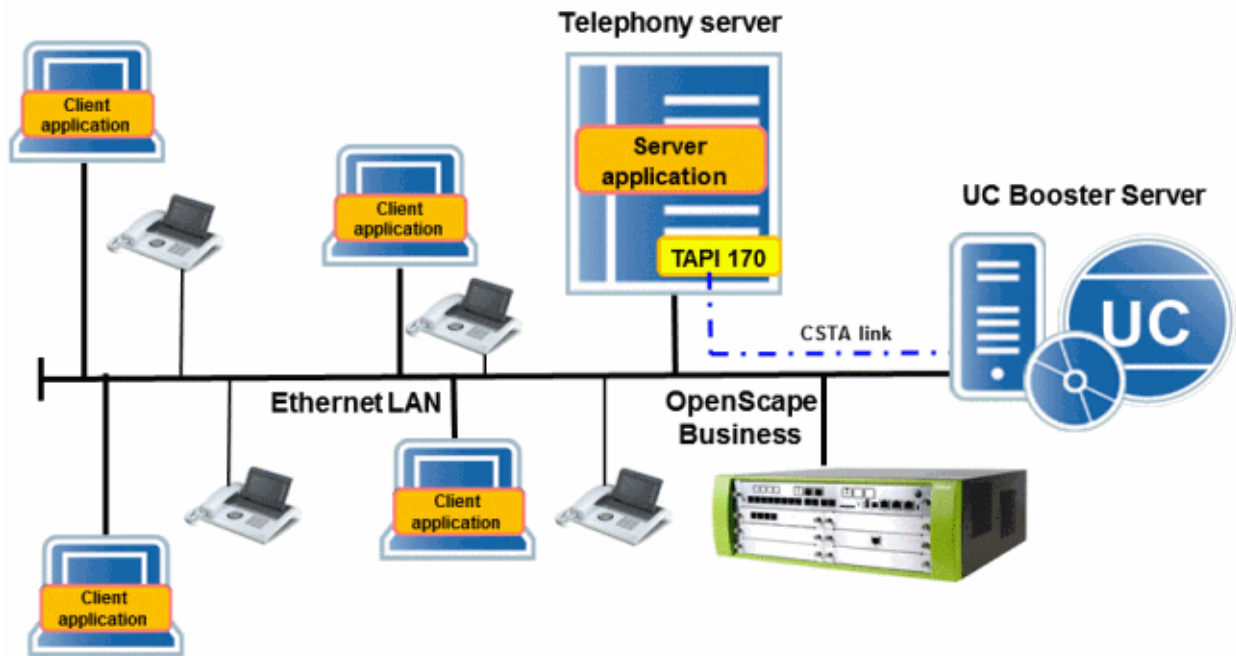 Telephony server
Client
application
Server
application
Client
application
UC Booster Server
TAPI 170
UC
CSTA link
Ethernet LAN
OpenScape
Business
Client
application
Client
application